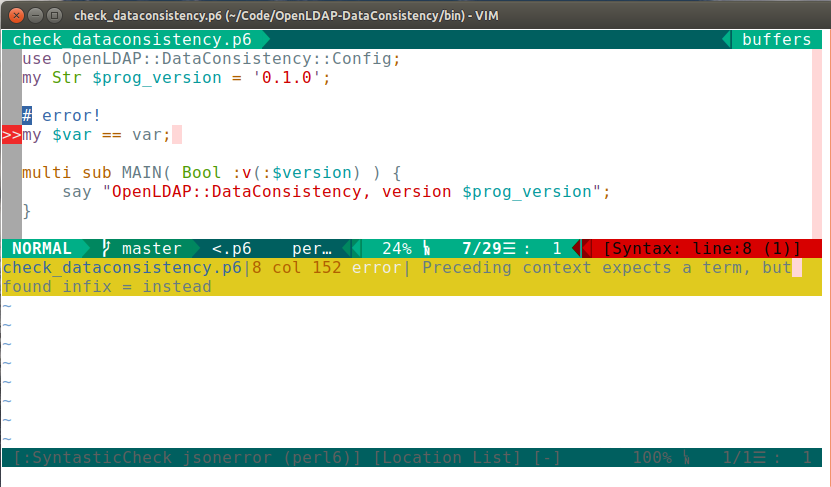 check_dataconsistency.p6 (~/Code/OpenLDAP-DataConsistency/bin) - VIM
check_dataconsistency.p6 buffers
use OpenLDAP::DataConsistency::Config;
my Str $prog_version = '0.1.0';
# error!
>>my $var == var;
multi sub MAIN( Bool :v(:$version) ) {
say "OpenLDAP::DataConsistency, version $prog_version";
}
NORMAL master <.p6 per… 24% 7/29☰ : 1 [Syntax: line:8 (1)]
check_dataconsistency.p6|8 col 152 error| Preceding context expects a term, but
found infix = instead
~
~
~
~
~
~
~
~
[:SyntasticCheck jsonerror (perl6)] [Location List] [-] 100% 1/1☰ : 1